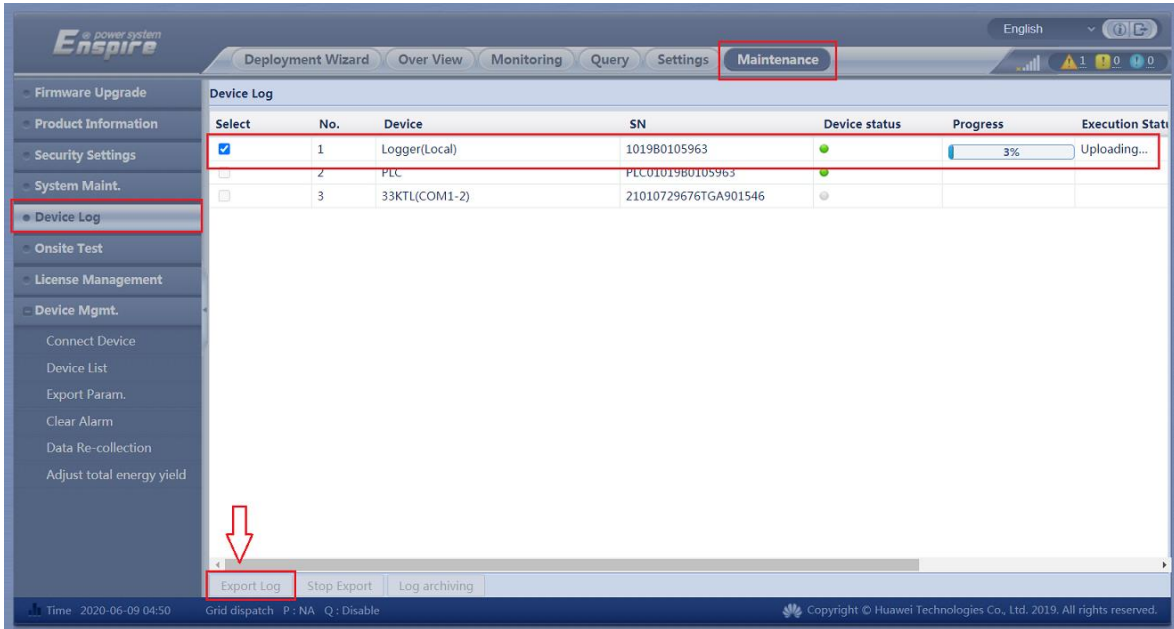 Enspire e power system
English
Deployment Wizard Over View Monitoring Query Settings Maintenance
1 0 0
Firmware Upgrade
Product Information
Security Settings
System Maint.
Device Log
Onsite Test
License Management
Device Mgmt.
Connect Device
Device List
Export Param.
Clear Alarm
Data Re-collection
Adjust total energy yield
Device Log
Select No. Device SN Device status Progress Execution Statu
1 Logger(Local) 1019B0105963 3% Uploading...
2 PLC PLC01019B0105963
3 33KTL(COM1-2) 21010729676TGA901546
Export Log Stop Export Log archiving
Time 2020-06-09 04:50 Grid dispatch P : NA Q : Disable Copyright © Huawei Technologies Co., Ltd. 2019. All rights reserved.